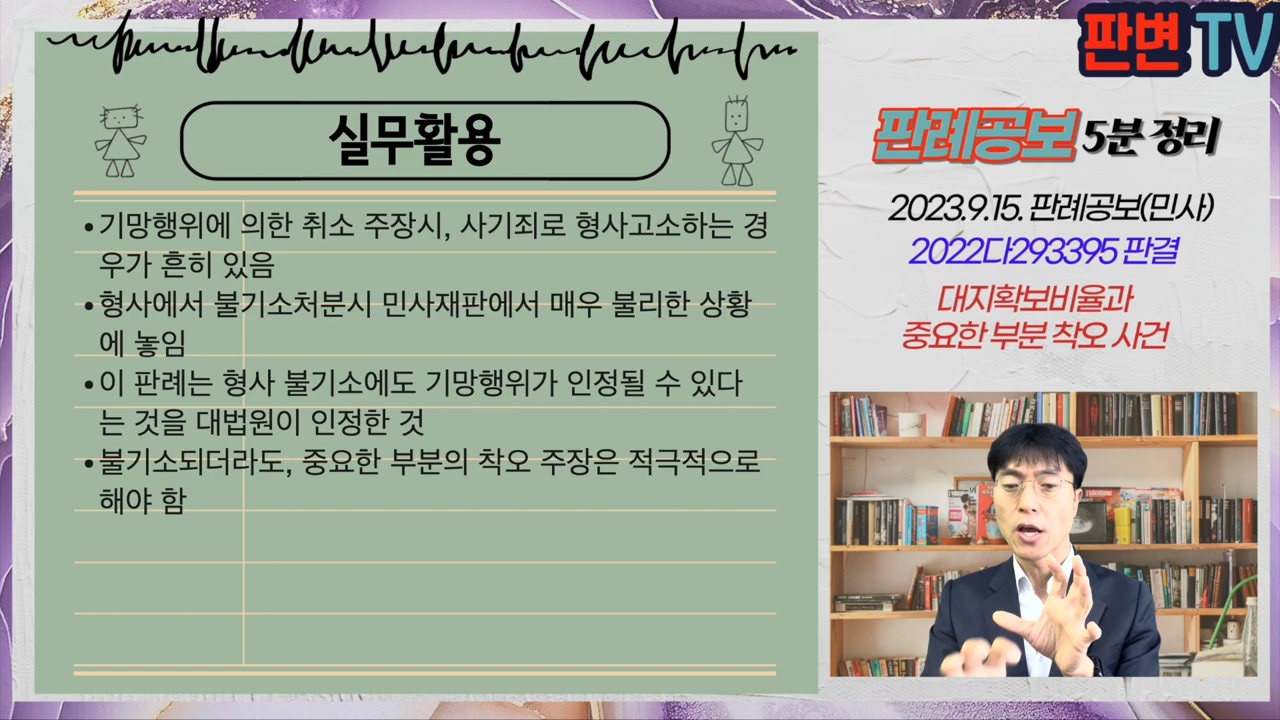 판변 TV
실무활용
•기망행위에 의한 취소 주장시, 사기죄로 형사고소하는 경
우가 흔히 있음
•형사에서 불기소처분시 민사재판에서 매우 불리한 상황
에 놓임
•이 판례는 형사 불기소에도 기망행위가 인정될 수 있다
는 것을 대법원이 인정한 것
•불기소되더라도, 중요한 부분의 착오 주장은 적극적으로
해야 함
판례공보 5분 정리
2023.9.15. 판례공보(민사)
2022다293395 판결
대지확보비율과
중요한 부분 착오 사건